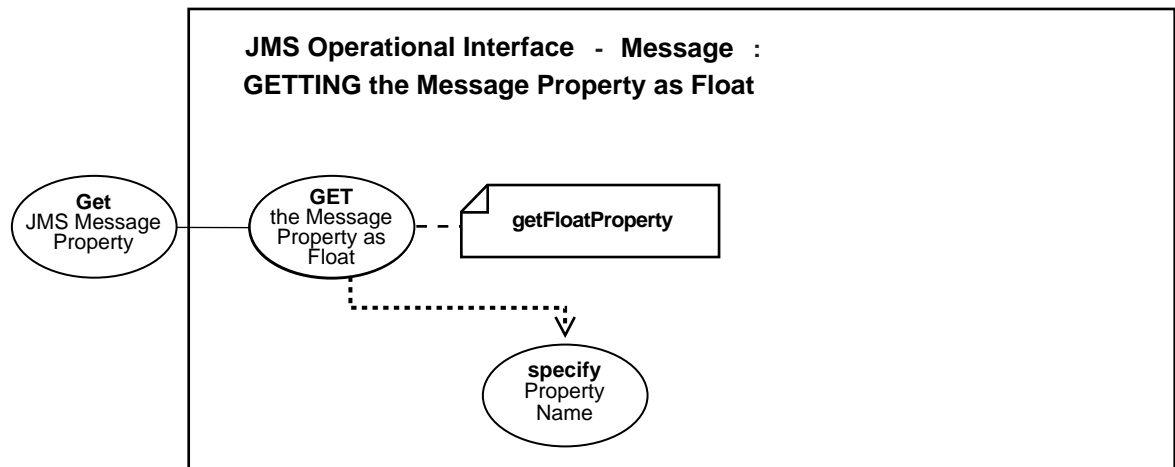 JMS Operational Interface - Message :
GETTING the Message Property as Float
Get
JMS Message
Property
GET
the Message
Property as
Float
getFloatProperty
specify
Property
Name